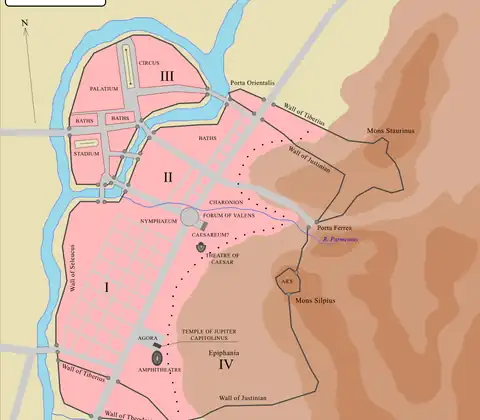 N
CIRCUS
III
PALATIUM
Porta Orientalis
BATHS
BATHS
Wall of Tiberius
Mons Staurinus
STADIUM
BATHS
Wall of Justinian
II
CHARONION
NYMPHAEUM
FORUM OF VALENS
Porta Ferrea
CAESAREUM?
R. Parmenius
THEATRE OF
CAESAR
Wall of Seleucus
ARX
I
Mons Silpius
TEMPLE OF JUPITER
CAPITOLINUS
AGORA
Epiphania
IV
AMPHITHEATRE
Wall of Tiberius
Wall of Justinian